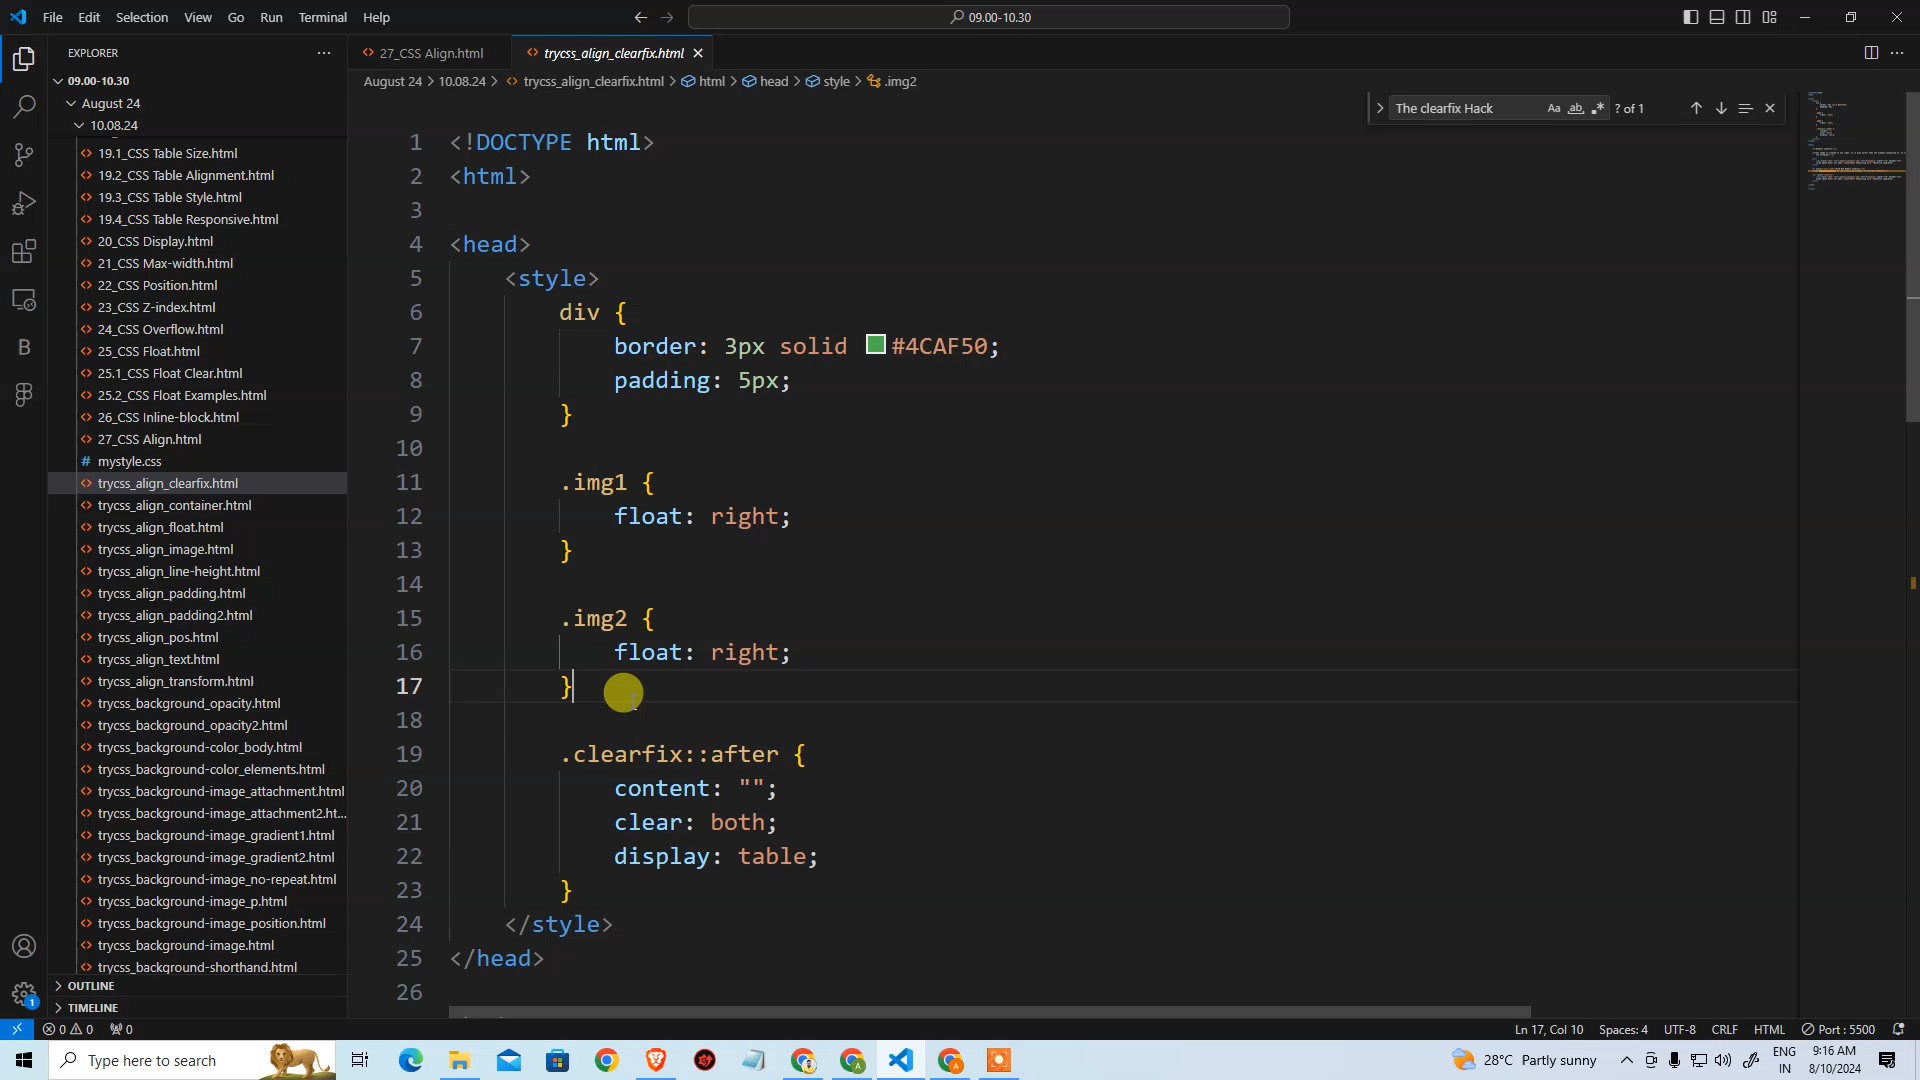 File Edit Selection View Go Run Terminal Help
09.00-10.30
EXPLORER
27_CSS Align.html
trycss_align_clearfix.html
09.00-10.30
August 24 > 10.08.24 > trycss_align_clearfix.html > html > head > style > .img2
August 24
10.08.24
The clearfix Hack
Aa
ab
? of 1
19.1_CSS Table Size.html
19.2_CSS Table Alignment.html
19.3_CSS Table Style.html
19.4_CSS Table Responsive.html
20_CSS Display.html
21_CSS Max-width.html
22_CSS Position.html
23_CSS Z-index.html
24_CSS Overflow.html
25_CSS Float.html
25.1_CSS Float Clear.html
25.2_CSS Float Examples.html
26_CSS Inline-block.html
27_CSS Align.html
# mystyle.css
trycss_align_clearfix.html
trycss_align_container.html
trycss_align_float.html
trycss_align_image.html
trycss_align_line-height.html
trycss_align_padding.html
trycss_align_padding2.html
trycss_align_pos.html
trycss_align_text.html
trycss_align_transform.html
trycss_background_opacity.html
trycss_background_opacity2.html
trycss_background-color_body.html
trycss_background-color_elements.html
trycss_background-image_attachment.html
trycss_background-image_attachment2.ht...
trycss_background-image_gradient1.html
trycss_background-image_gradient2.html
trycss_background-image_no-repeat.html
trycss_background-image_p.html
trycss_background-image_position.html
trycss_background-image.html
trycss_background-shorthand.html
OUTLINE
TIMELINE
1 <!DOCTYPE html>
2 <html>
3
4 <head>
5 <style>
6 div {
7 border: 3px solid #4CAF50;
8 padding: 5px;
9 }
10
11 .img1 {
12 float: right;
13 }
14
15 .img2 {
16 float: right;
17 }
18
19 .clearfix::after {
20 content: "";
21 clear: both;
22 display: table;
23 }
24 </style>
25 </head>
26
1
0 0 0
Ln 17, Col 10 Spaces: 4 UTF-8 CRLF HTML Port : 5500
Type here to search
28°C Partly sunny
ENG
IN
9:16 AM
8/10/2024